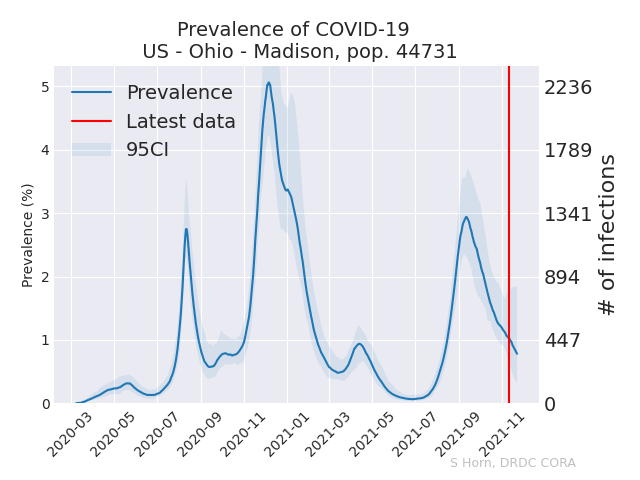 Prevalence of COVID-19
US - Ohio - Madison, pop. 44731
Prevalence
Latest data
95CI
Prevalence (%)
5
4
3
2
1
0
2236
1789
1341
894
447
0
# of infections
2020-03
2020-05
2020-07
2020-09
2020-11
2021-01
2021-03
2021-05
2021-07
2021-09
2021-11
S Horn, DRDC CORA